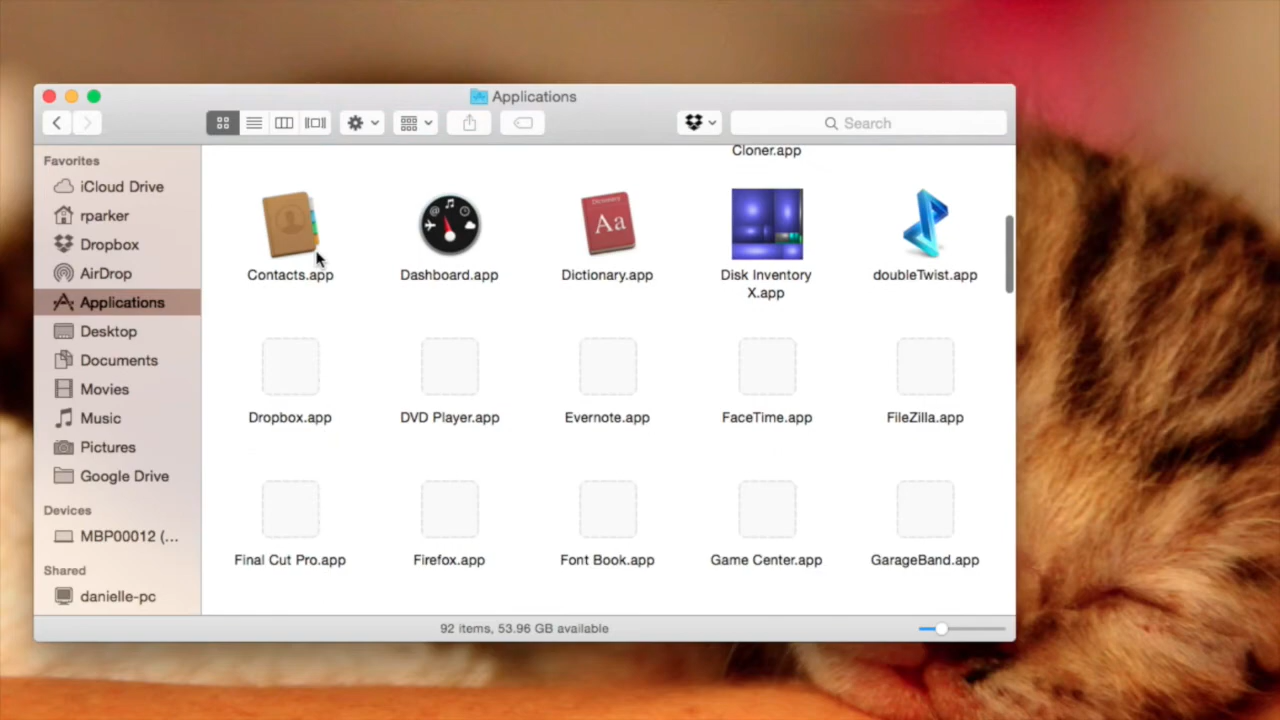 Applications
Search
Favorites
iCloud Drive
rparker
Dropbox
AirDrop
Applications
Desktop
Documents
Movies
Music
Pictures
Google Drive
Devices
MBP00012 (...
Shared
danielle-pc
Cloner.app
Dictionary
Aa
Contacts.app
Dashboard.app
Dictionary.app
Disk Inventory
X.app
doubleTwist.app
Dropbox.app
DVD Player.app
Evernote.app
FaceTime.app
FileZilla.app
Final Cut Pro.app
Firefox.app
Font Book.app
Game Center.app
GarageBand.app
92 items, 53.96 GB available